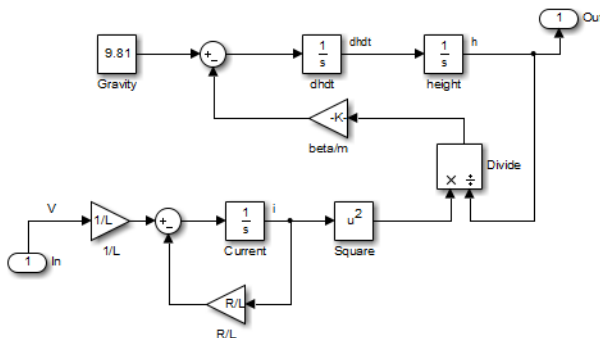 1
Out
9.81
Gravity
+
−
1
s
dhdt
dhdt
1
s
height
h
-K-
beta/m
×
÷
Divide
V
1/L
1/L
+
−
1
s
Current
i
u²
Square
1
In
R/L
R/L